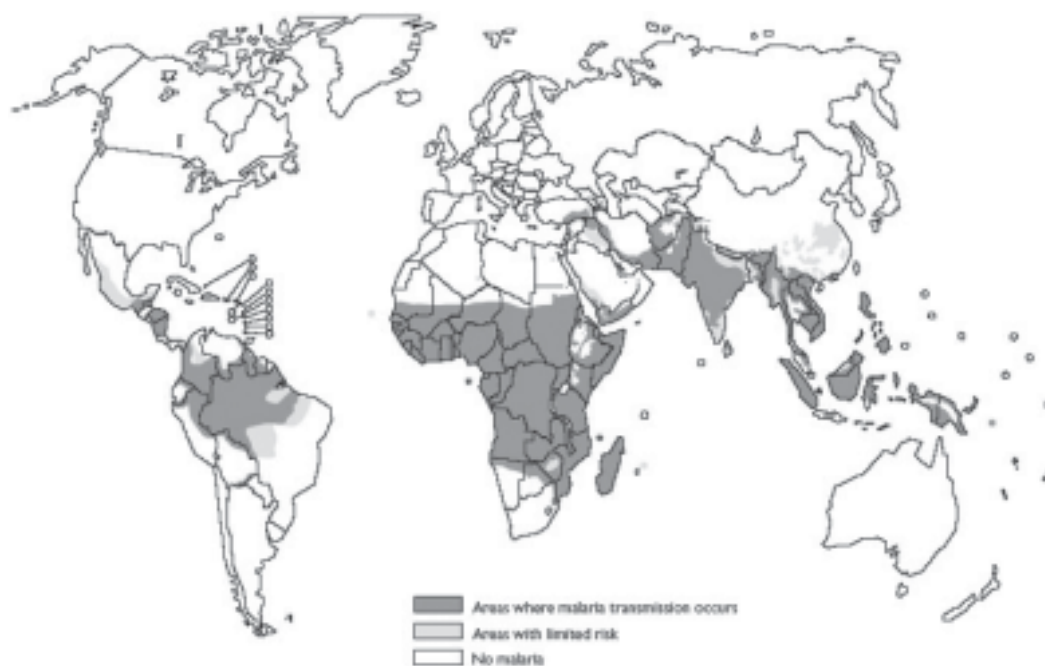 Areas where malaria transmission occurs
Areas with limited risk
No malaria